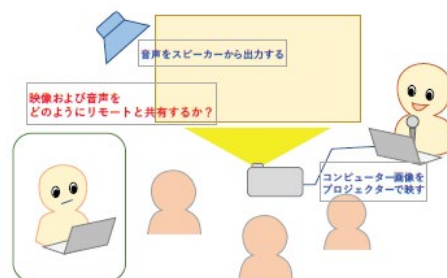 音声をスピーカーから出力する
映像および音声を
どのようにリモートと共有するか？
コンピューター画像を
プロジェクターで映す